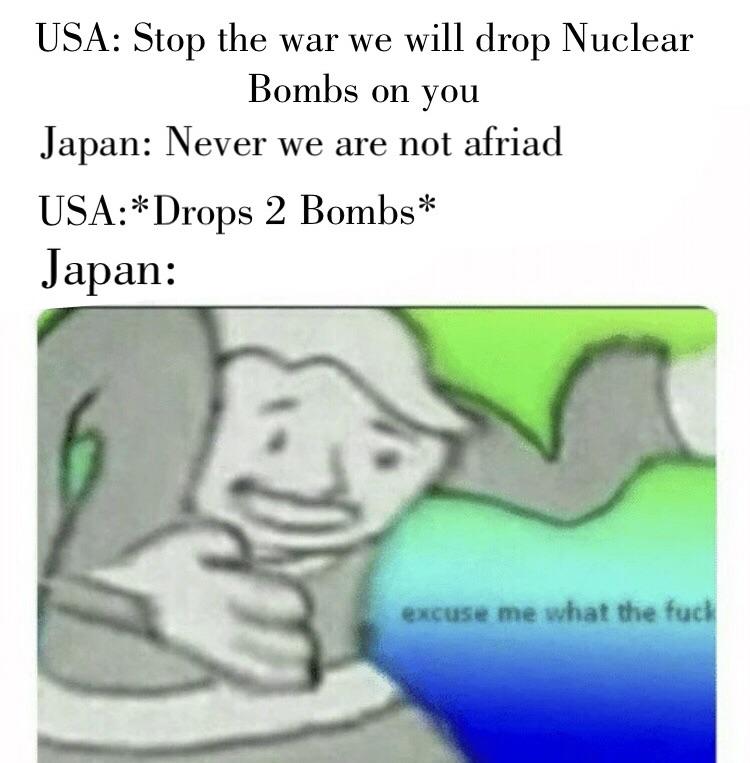 USA: Stop the war we will drop Nuclear
Bombs on you
Japan: Never we are not afriad
USA:*Drops 2 Bombs*
Japan:
excuse me what the fuck